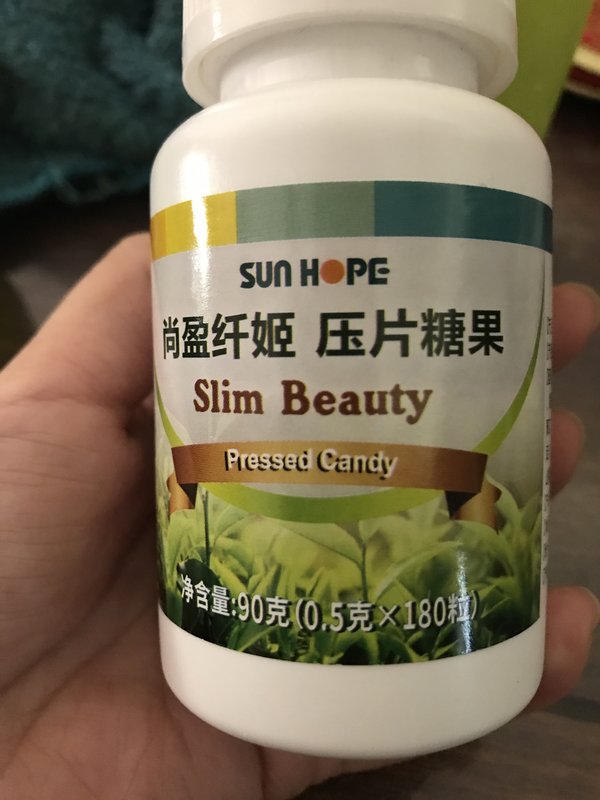 SUN HOPE
尚盈纤姬 压片糖果
Slim Beauty
Pressed Candy
净含量:90克(0.5克×180粒)